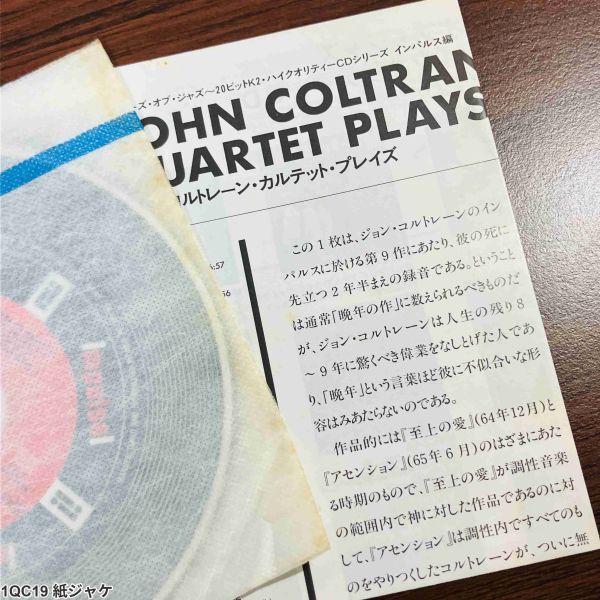 ズ・オブ・ジャズ～20ビットK2・ハイクオリティーCDシリーズ インパルス編
OHN COLTRAN
UARTET PLAYS
ルトレーン・カルテット・プレイズ
:57
56
この1枚は、ジョン・コルトレーンのイン
パルスに於ける第9作にあたり、彼の死に
先立つ2年半まえの録音である。ということ
は通常「晩年の作」に数えられるべきものだ
が、ジョン・コルトレーンは人生の残り8
～9年に驚くべき偉業をなしとげた人であ
り、「晩年」という言葉ほど彼に不似合いな形
容はみあたらないのである。
作品的には『至上の愛』(64年12月)と
『アセンション』(65年6月)のはざまにあた
る時期のもので、『至上の愛』が調性音楽
の範囲内で神に対した作品であるのに対
して、『アセンション』は調性内ですべてのも
のをやりつくしたコルトレーンが、ついに無
1QC19 紙ジャケ